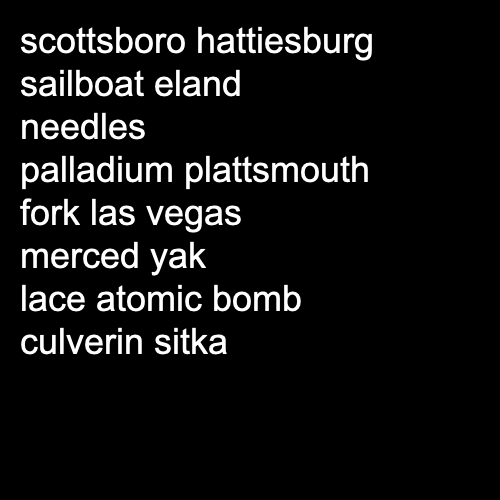 scottsboro hattiesburg
sailboat eland
needles
palladium plattsmouth
fork las vegas
merced yak
lace atomic bomb
culverin sitka